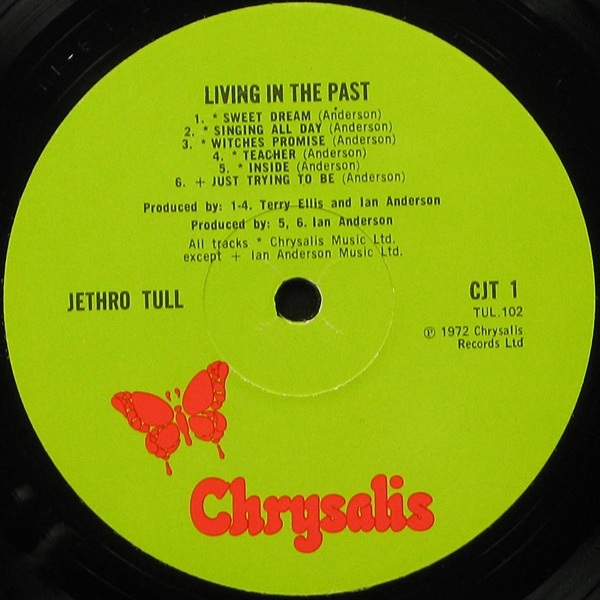 LIVING IN THE PAST
1. * SWEET DREAM (Anderson)
2. * SINGING ALL DAY (Anderson)
3. * WITCHES PROMISE (Anderson)
4. * TEACHER (Anderson)
5. * INSIDE (Anderson)
6. + JUST TRYING TO BE (Anderson)
Produced by: 1-4. Terry Ellis and Ian Anderson
Produced by: 5, 6. Ian Anderson
All tracks * Chrysalis Music Ltd.
except + Ian Anderson Music Ltd.
JETHRO TULL
CJT 1
TUL.102
℗ 1972 Chrysalis
Records Ltd
Chrysalis